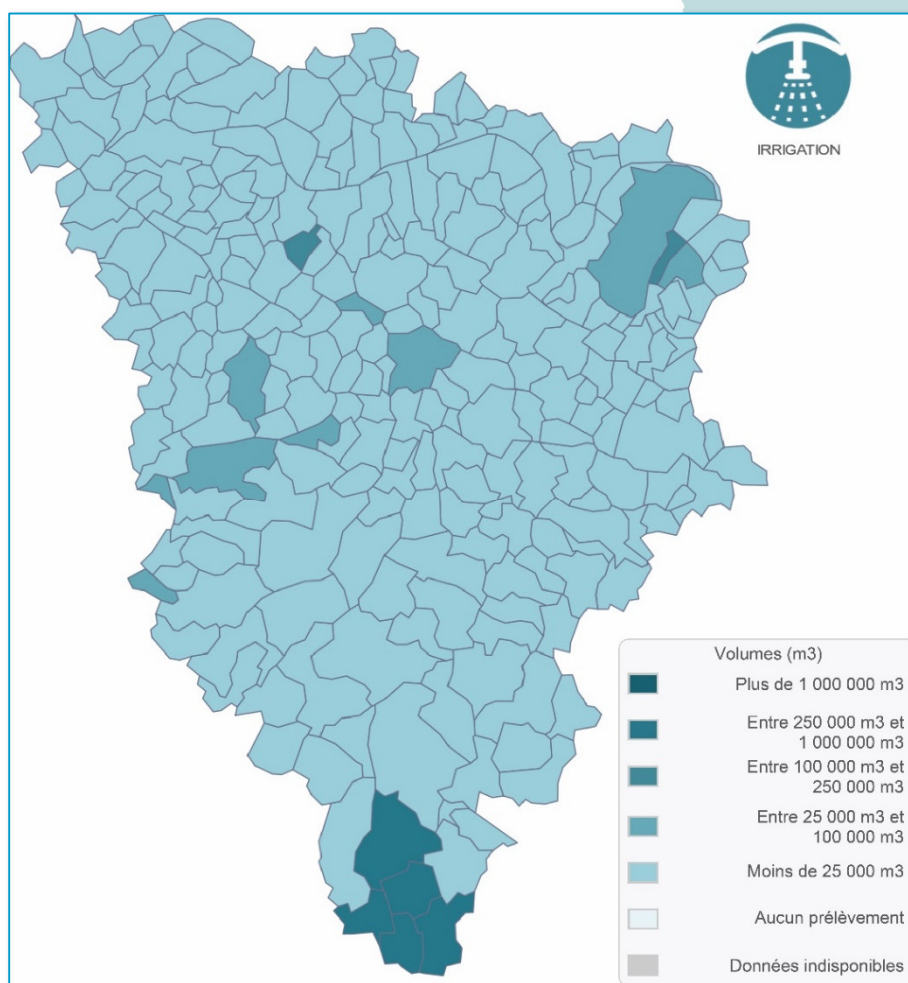 IRRIGATION
Volumes (m3)
Plus de 1 000 000 m3
Entre 250 000 m3 et
1 000 000 m3
Entre 100 000 m3 et
250 000 m3
Entre 25 000 m3 et
100 000 m3
Moins de 25 000 m3
Aucun prélèvement
Données indisponibles